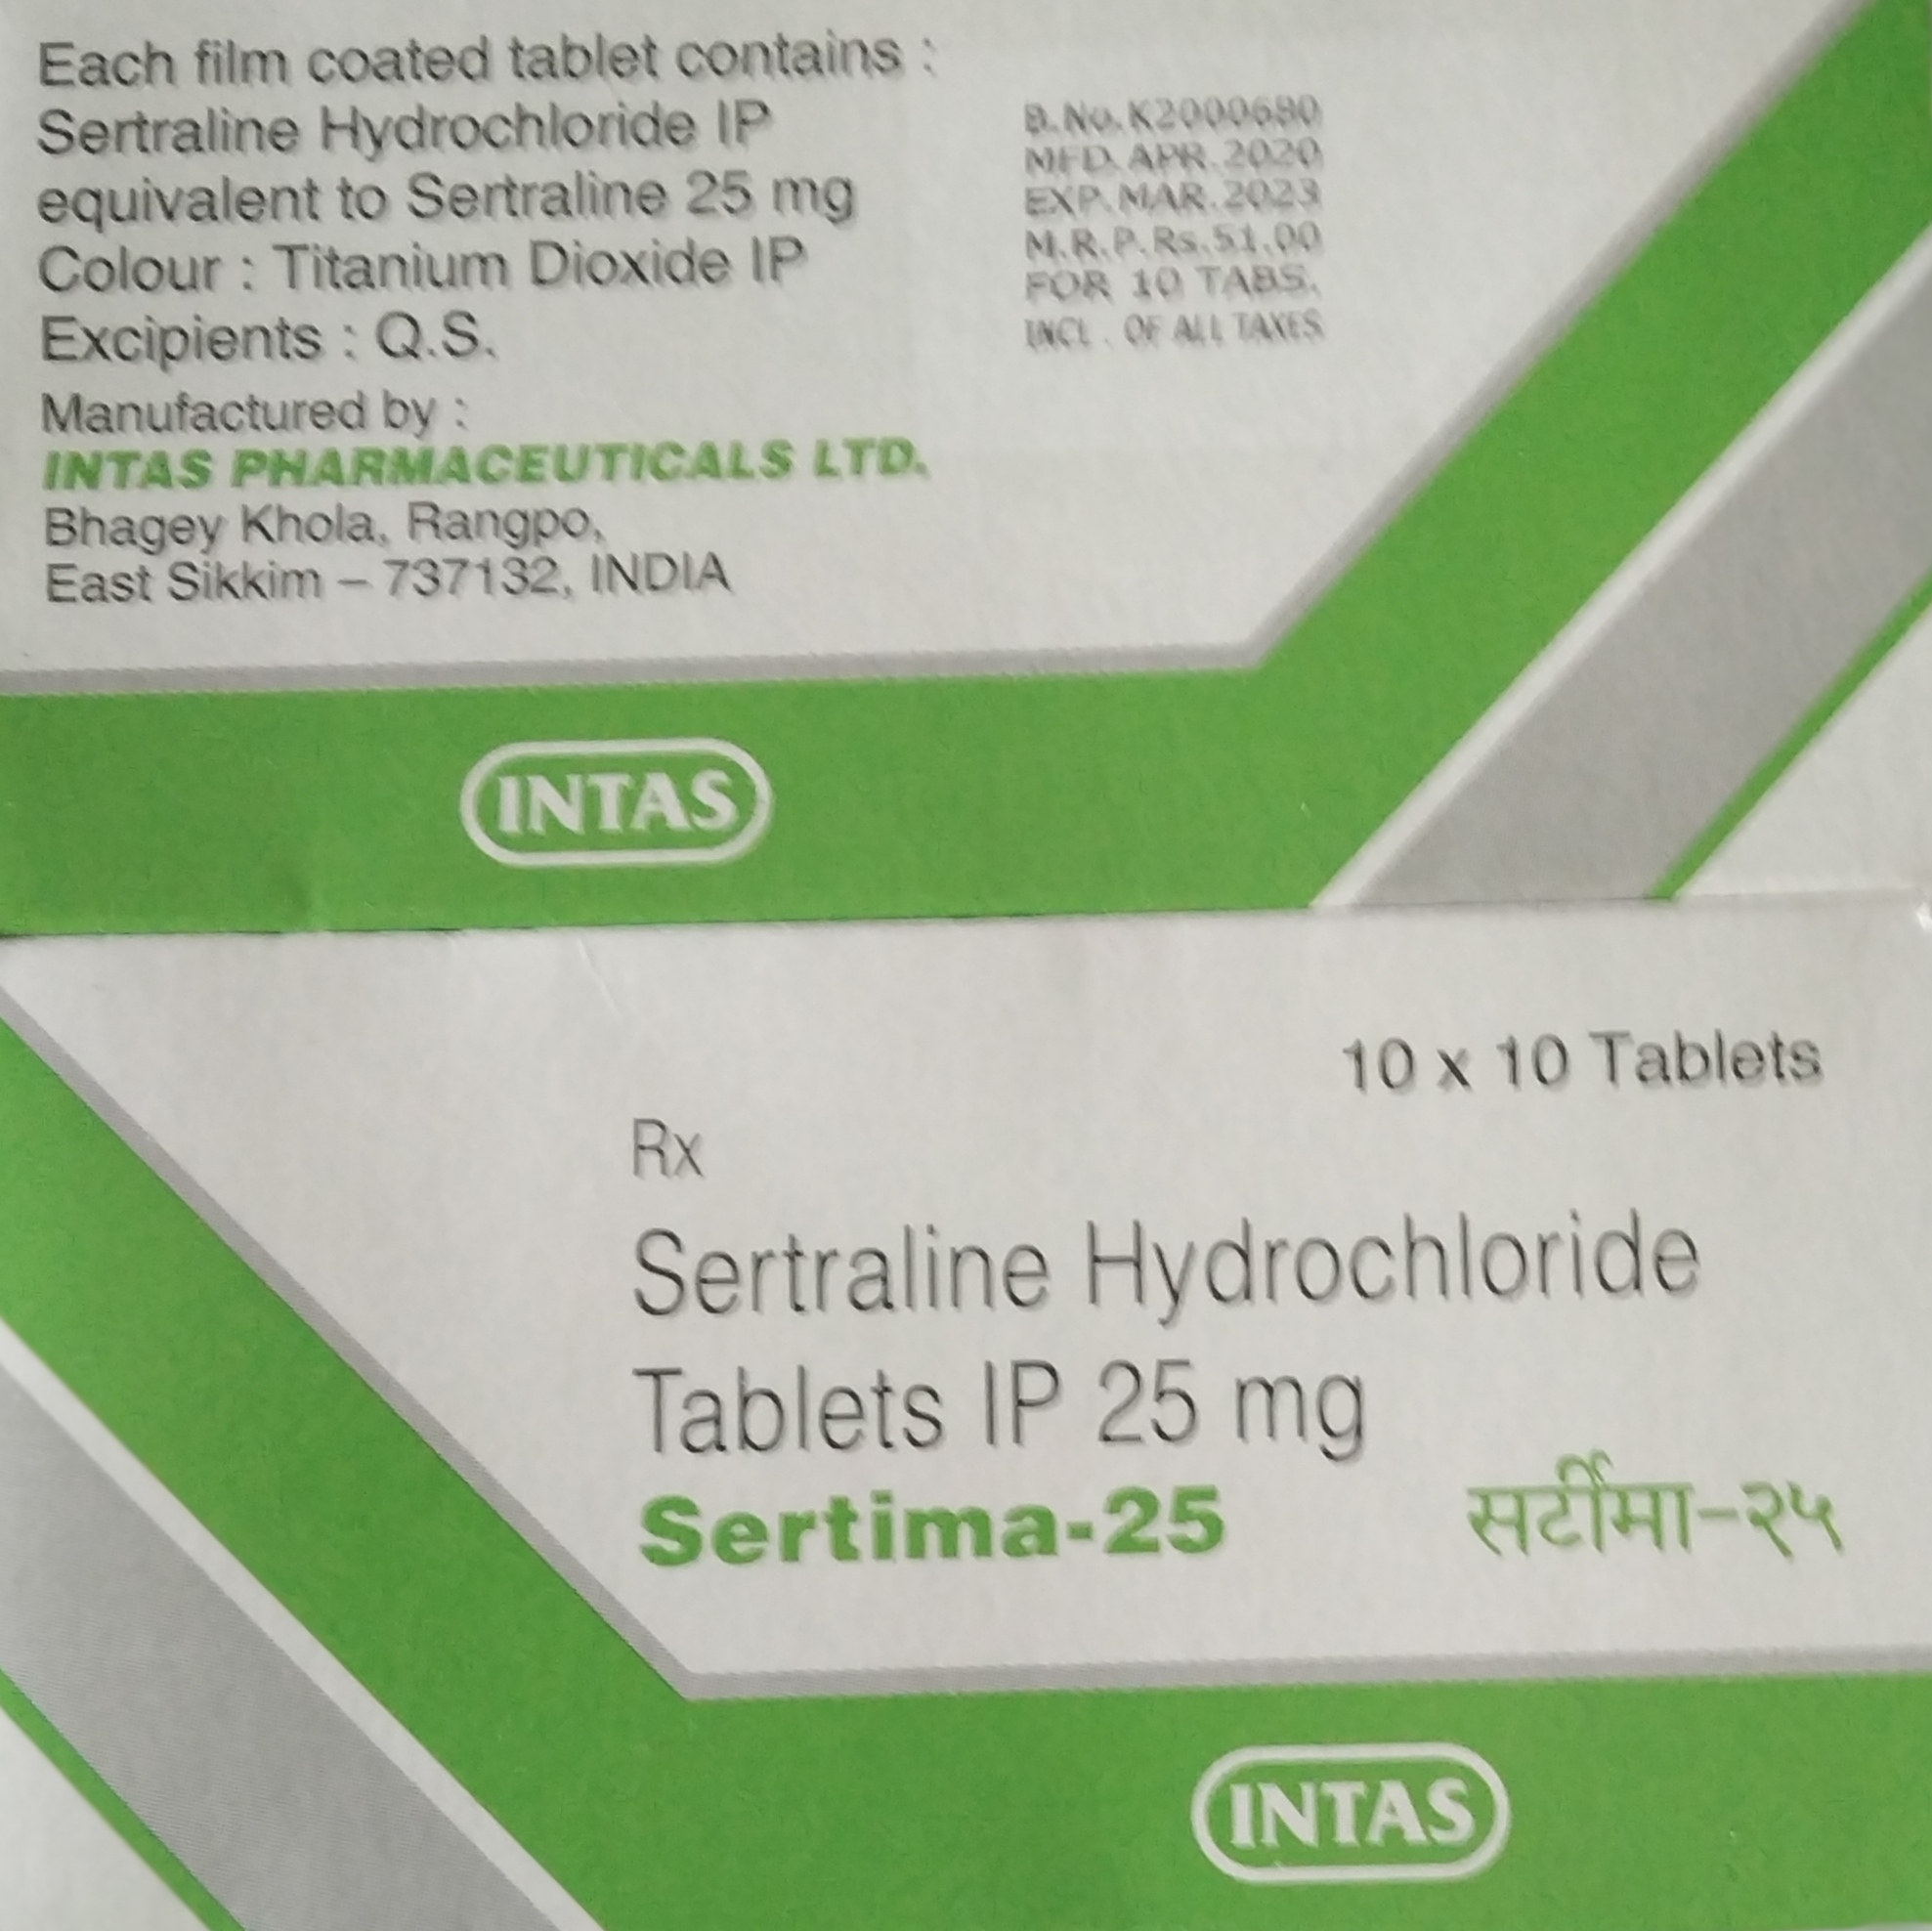 Each film coated tablet contains :
Sertraline Hydrochloride IP
equivalent to Sertraline 25 mg
Colour : Titanium Dioxide IP
Excipients : Q.S.
Manufactured by :
INTAS PHARMACEUTICALS LTD.
Bhagey Khola, Rangpo,
East Sikkim – 737132, INDIA
B.No.K2000680
MFD.APR.2020
EXP.MAR.2023
M.R.P.Rs.51.00
FOR 10 TABS.
INCL. OF ALL TAXES
INTAS
10 x 10 Tablets
Rx
Sertraline Hydrochloride
Tablets IP 25 mg
Sertima-25 सर्टीमा-२५
INTAS